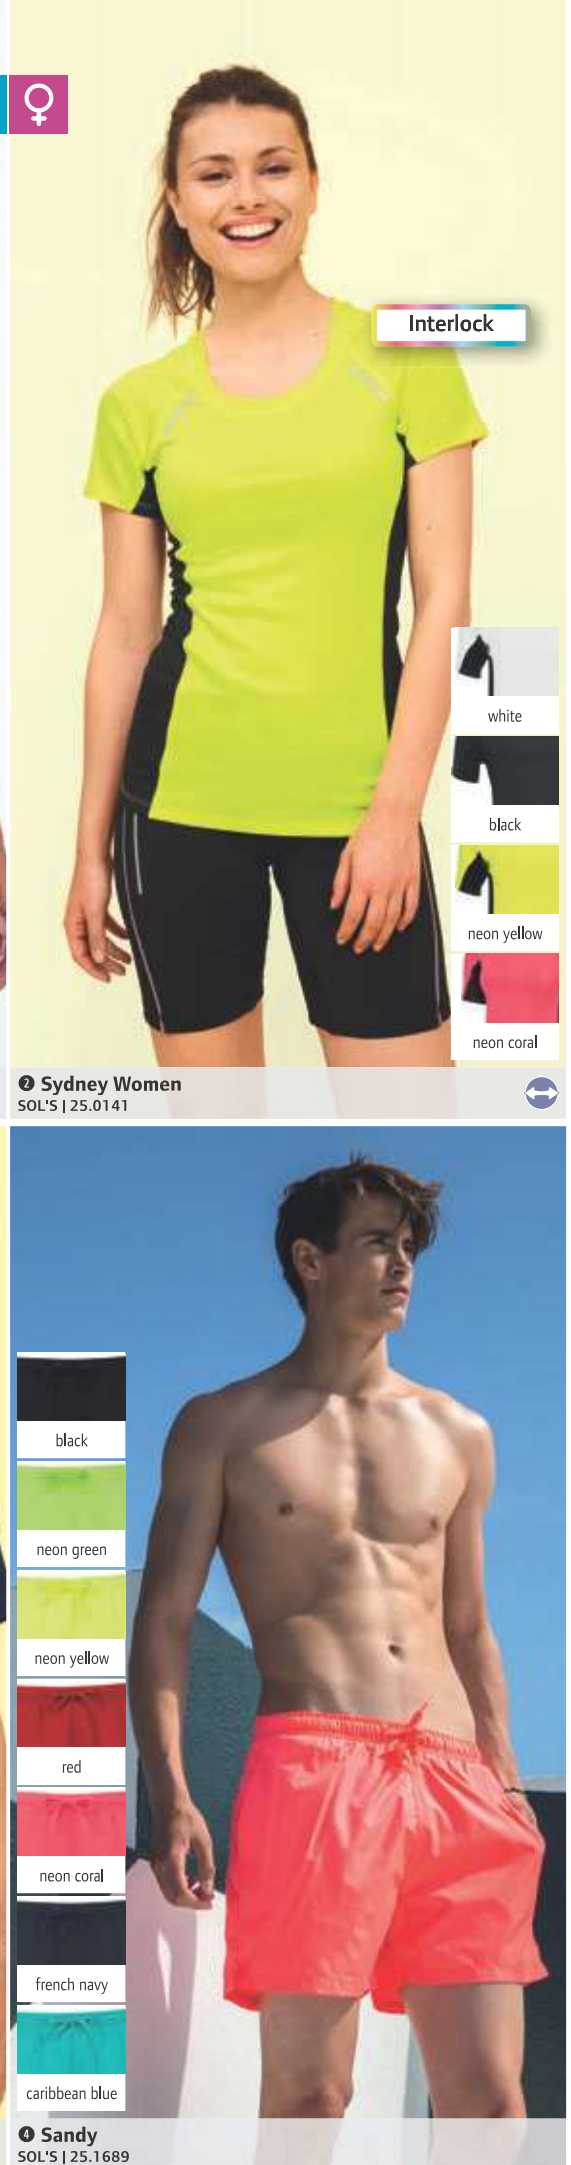 Interlock
white
black
neon yellow
neon coral
❷ Sydney Women
SOL'S | 25.0141
black
neon green
neon yellow
red
neon coral
french navy
caribbean blue
❹ Sandy
SOL'S | 25.1689